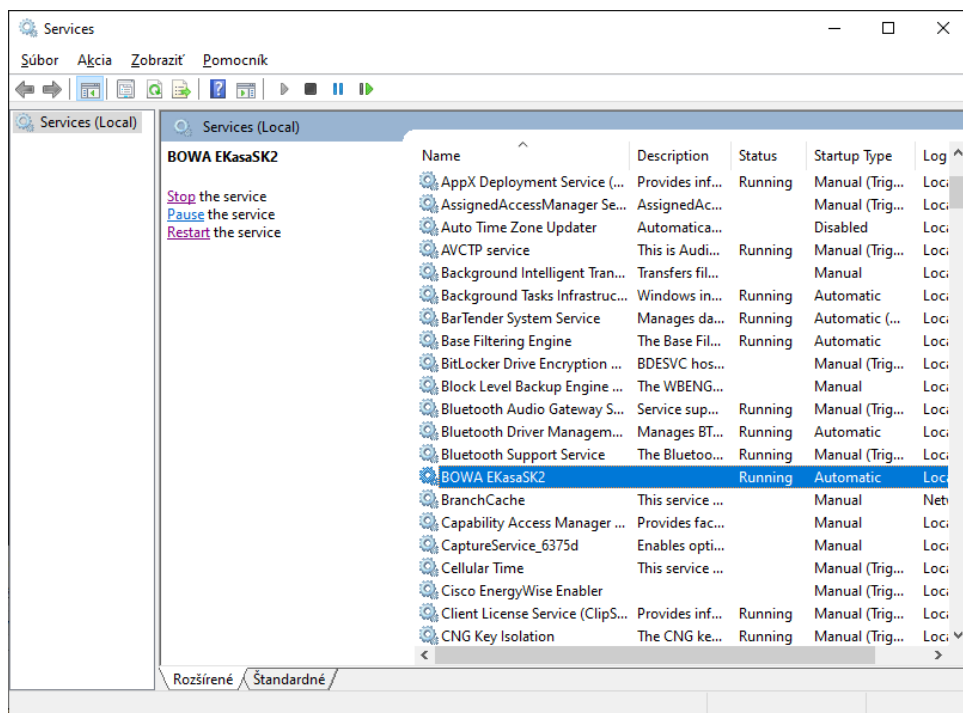 Services
Súbor Akcia Zobraziť Pomocník
Services (Local)
Services (Local)
BOWA EKasaSK2
Stop the service
Pause the service
Restart the service
Name Description Status Startup Type Log
AppX Deployment Service (... Provides inf... Running Manual (Trig... Loca
AssignedAccessManager Se... AssignedAc... Manual (Trig... Loca
Auto Time Zone Updater Automatica... Disabled Loca
AVCTP service This is Audi... Running Manual (Trig... Loca
Background Intelligent Tran... Transfers fil... Manual Loca
Background Tasks Infrastruc... Windows in... Running Automatic Loca
BarTender System Service Manages da... Running Automatic (... Loca
Base Filtering Engine The Base Fil... Running Automatic Loca
BitLocker Drive Encryption ... BDESVC hos... Manual (Trig... Loca
Block Level Backup Engine ... The WBENG... Manual Loca
Bluetooth Audio Gateway S... Service sup... Running Manual (Trig... Loca
Bluetooth Driver Managem... Manages BT... Running Automatic Loca
Bluetooth Support Service The Bluetoo... Running Manual (Trig... Loca
BOWA EKasaSK2 Running Automatic Loca
BranchCache This service ... Manual Netv
Capability Access Manager ... Provides fac... Manual Loca
CaptureService_6375d Enables opti... Manual Loca
Cellular Time This service ... Manual (Trig... Loca
Cisco EnergyWise Enabler Manual (Trig... Loca
Client License Service (ClipS... Provides inf... Running Manual (Trig... Loca
CNG Key Isolation The CNG ke... Running Manual (Trig... Loca
Rozšírené Štandardné